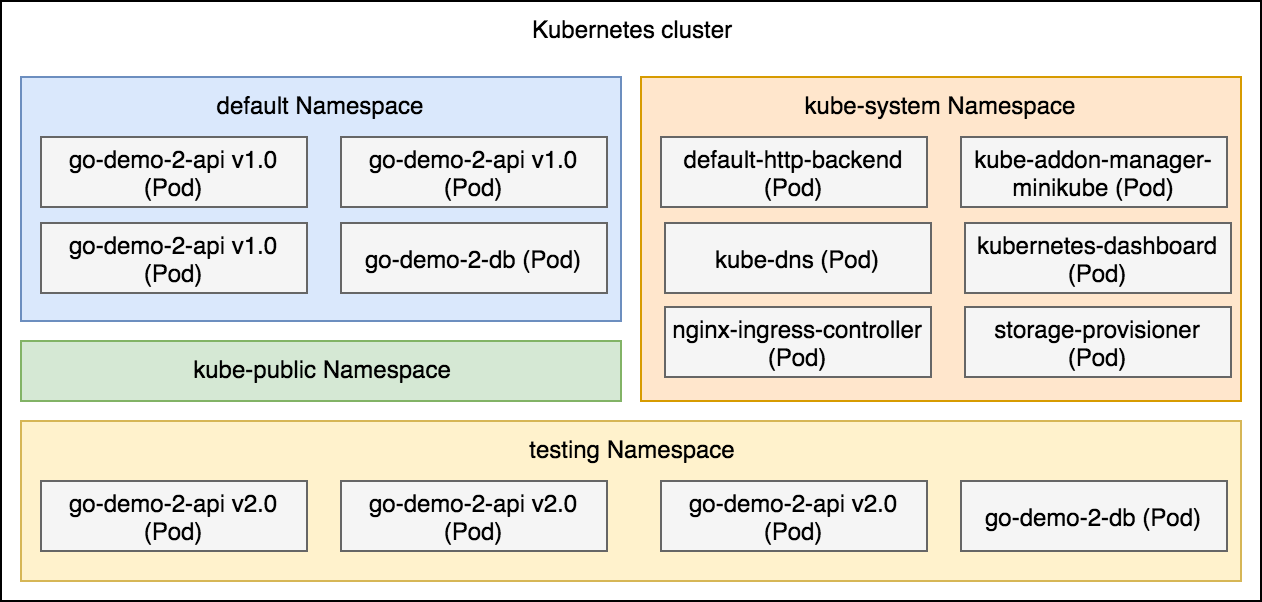 Kubernetes cluster
default Namespace
go-demo-2-api v1.0
(Pod)
go-demo-2-api v1.0
(Pod)
go-demo-2-api v1.0
(Pod)
go-demo-2-db (Pod)
kube-public Namespace
kube-system Namespace
default-http-backend
(Pod)
kube-addon-manager-
minikube (Pod)
kube-dns (Pod)
kubernetes-dashboard
(Pod)
nginx-ingress-controller
(Pod)
storage-provisioner
(Pod)
testing Namespace
go-demo-2-api v2.0
(Pod)
go-demo-2-api v2.0
(Pod)
go-demo-2-api v2.0
(Pod)
go-demo-2-db (Pod)